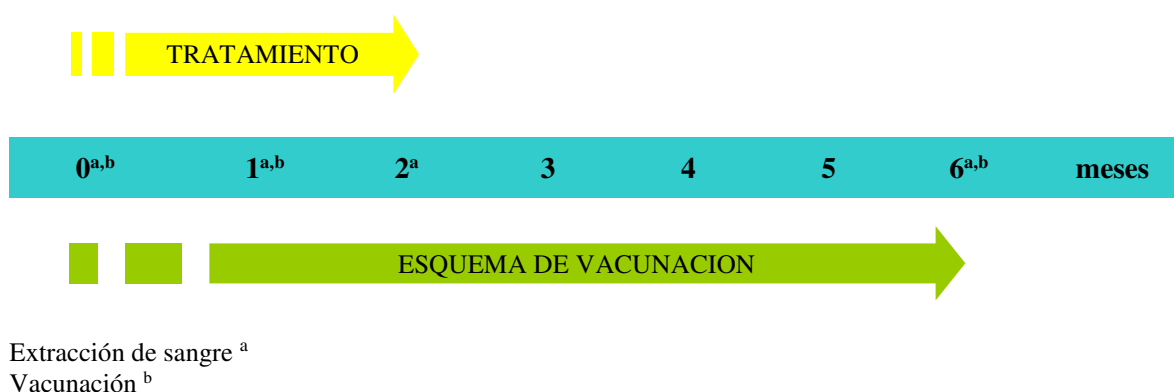 TRATAMIENTO
0a,b 1a,b 2a 3 4 5 6a,b meses
ESQUEMA DE VACUNACION
Extracción de sangre a
Vacunación b